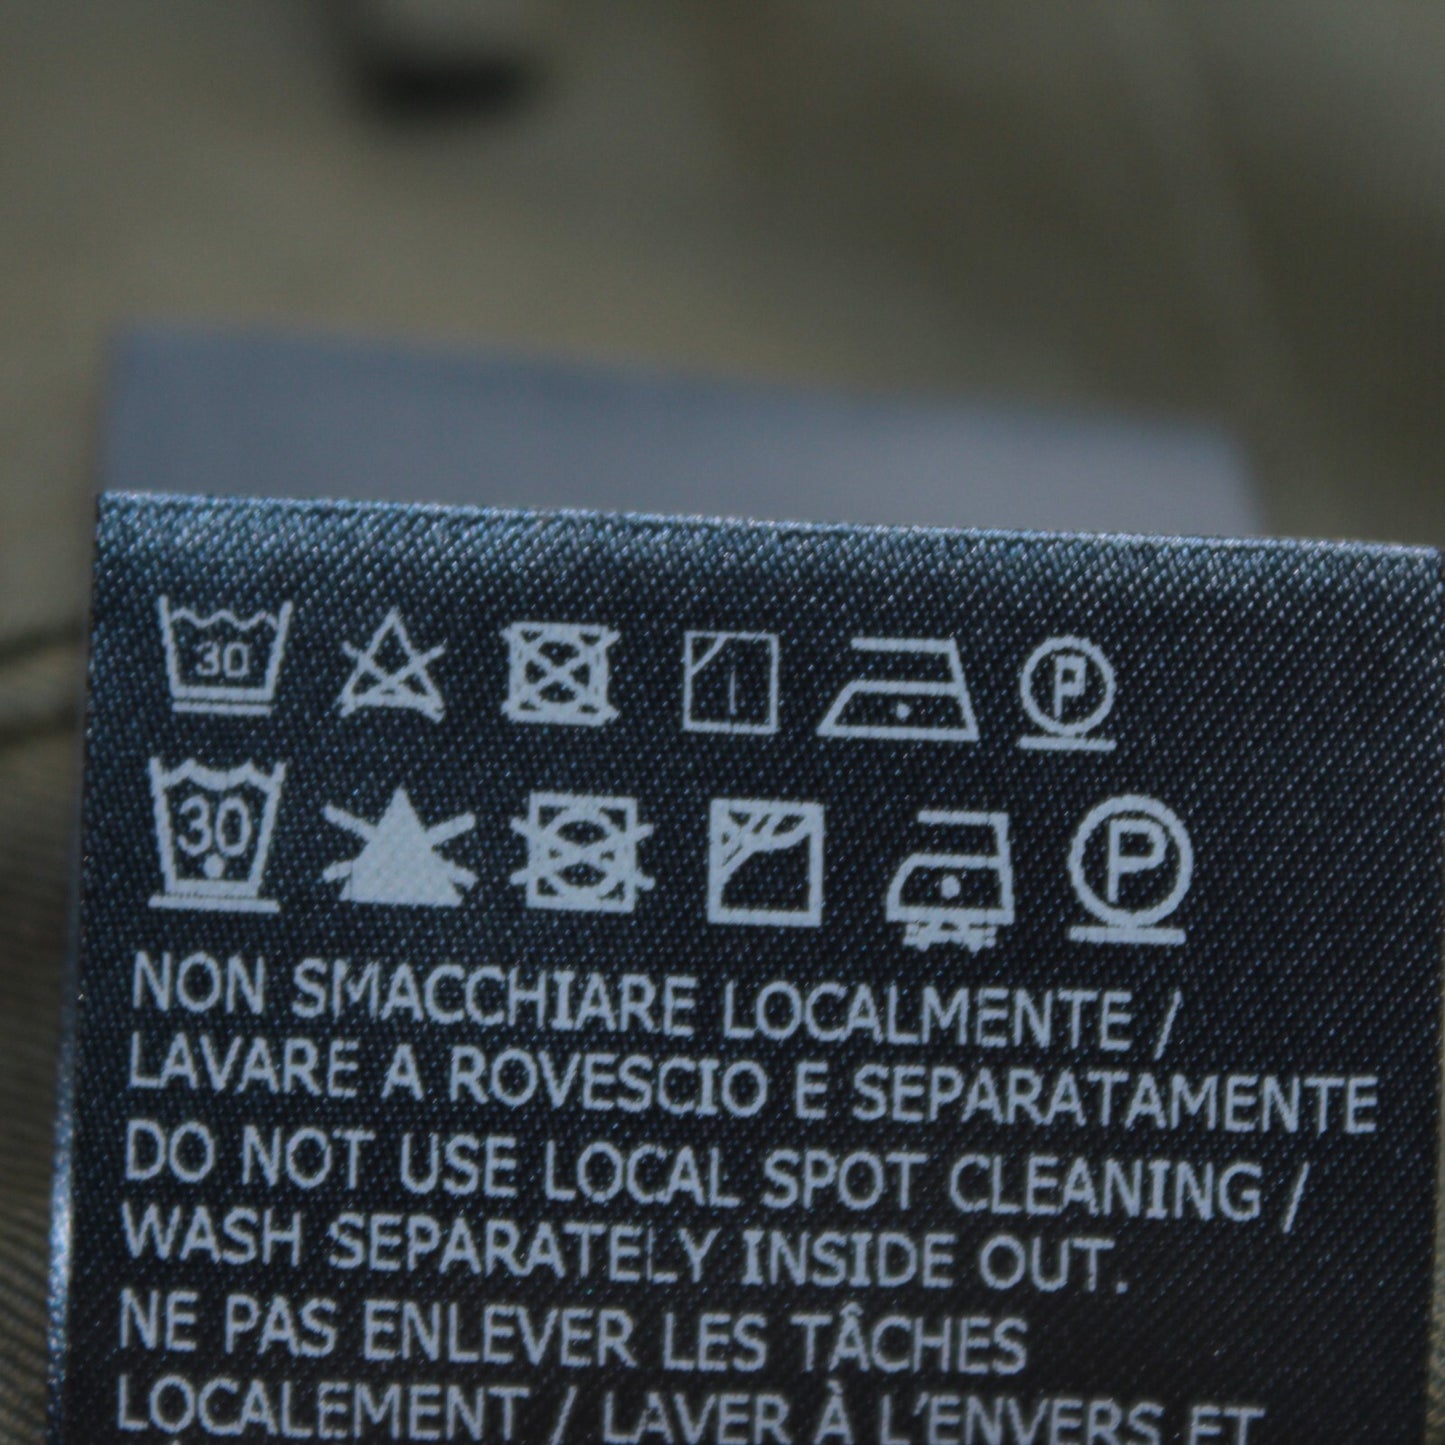 30
P
30
P
NON SMACCHIARE LOCALMENTE /
LAVARE A ROVESCIO E SEPARATAMENTE
DO NOT USE LOCAL SPOT CLEANING /
WASH SEPARATELY INSIDE OUT.
NE PAS ENLEVER LES TÂCHES
LOCALEMENT / LAVER À L'ENVERS ET